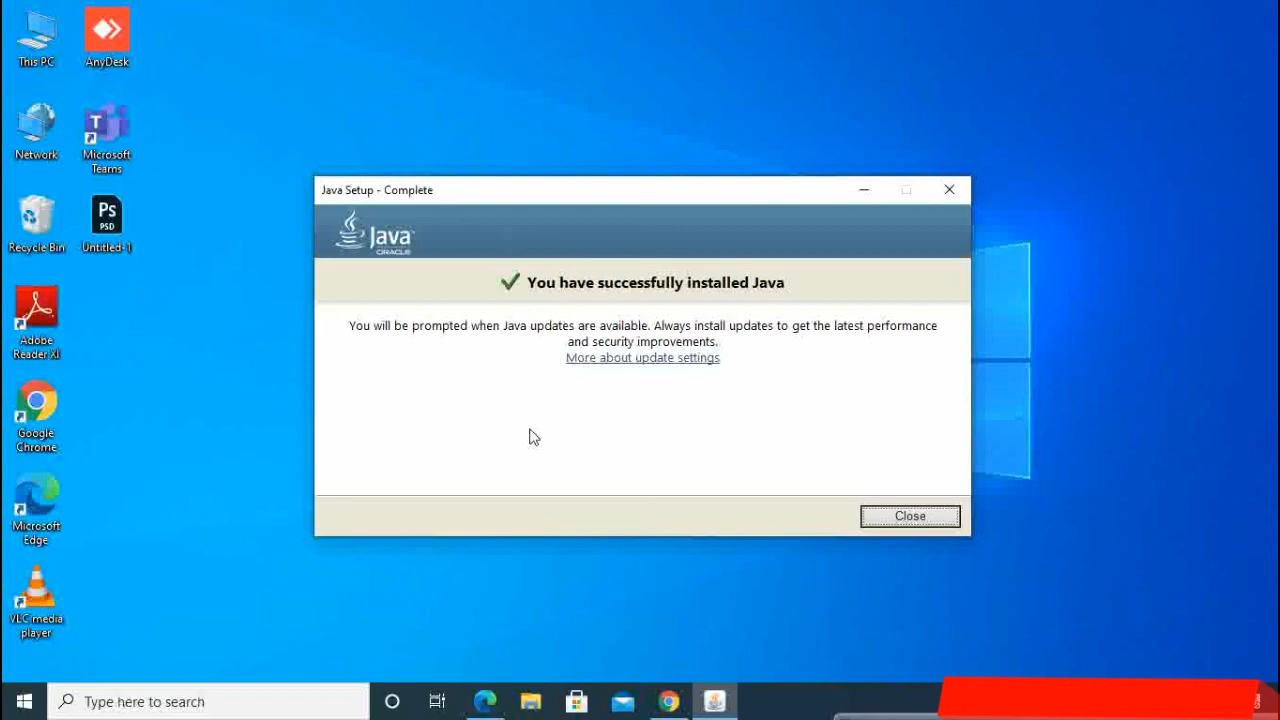 This PC
AnyDesk
Network
T
Microsoft
Teams
Recycle Bin
Ps
PSD
Untitled-1
Adobe
Reader XI
Google
Chrome
Microsoft
Edge
VLC media
player
Java Setup - Complete
Java
ORACLE
You have successfully installed Java
You will be prompted when Java updates are available. Always install updates to get the latest performance
and security improvements.
More about update settings
Close
Type here to search